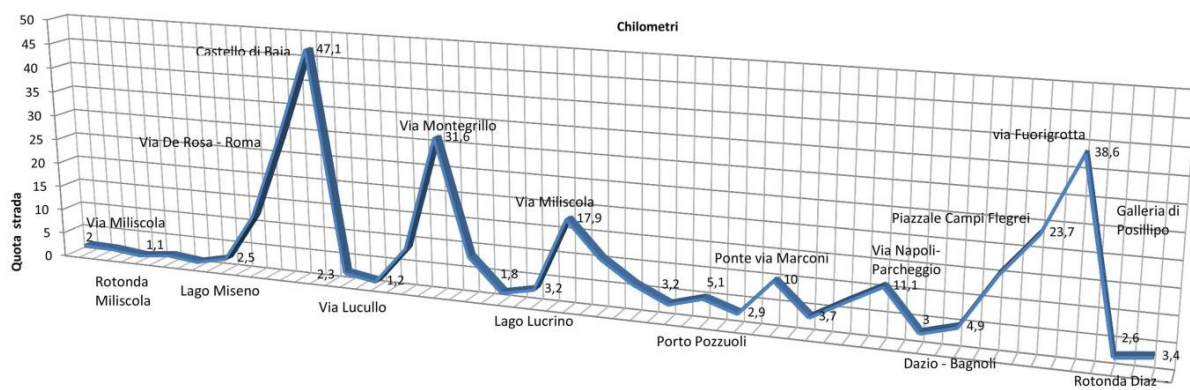 Chilometri
Quota strada
50
45
40
35
30
25
20
15
10
5
0
Via Miliscola
2
1,1
Rotonda
Miliscola
Lago Miseno
2,5
Via De Rosa - Roma
Castello di Baia
47,1
2,3
Via Lucullo
1,2
Via Montegrillo
31,6
1,8
3,2
Lago Lucrino
Via Miliscola
17,9
3,2
5,1
Porto Pozzuoli
2,9
Ponte via Marconi
10
3,7
Via Napoli-
Parcheggio
11,1
3
4,9
Dazio - Bagnoli
Piazzale Campi Flegrei
23,7
via Fuorigrotta
38,6
Galleria di
Posillipo
2,6
3,4
Rotonda Diaz